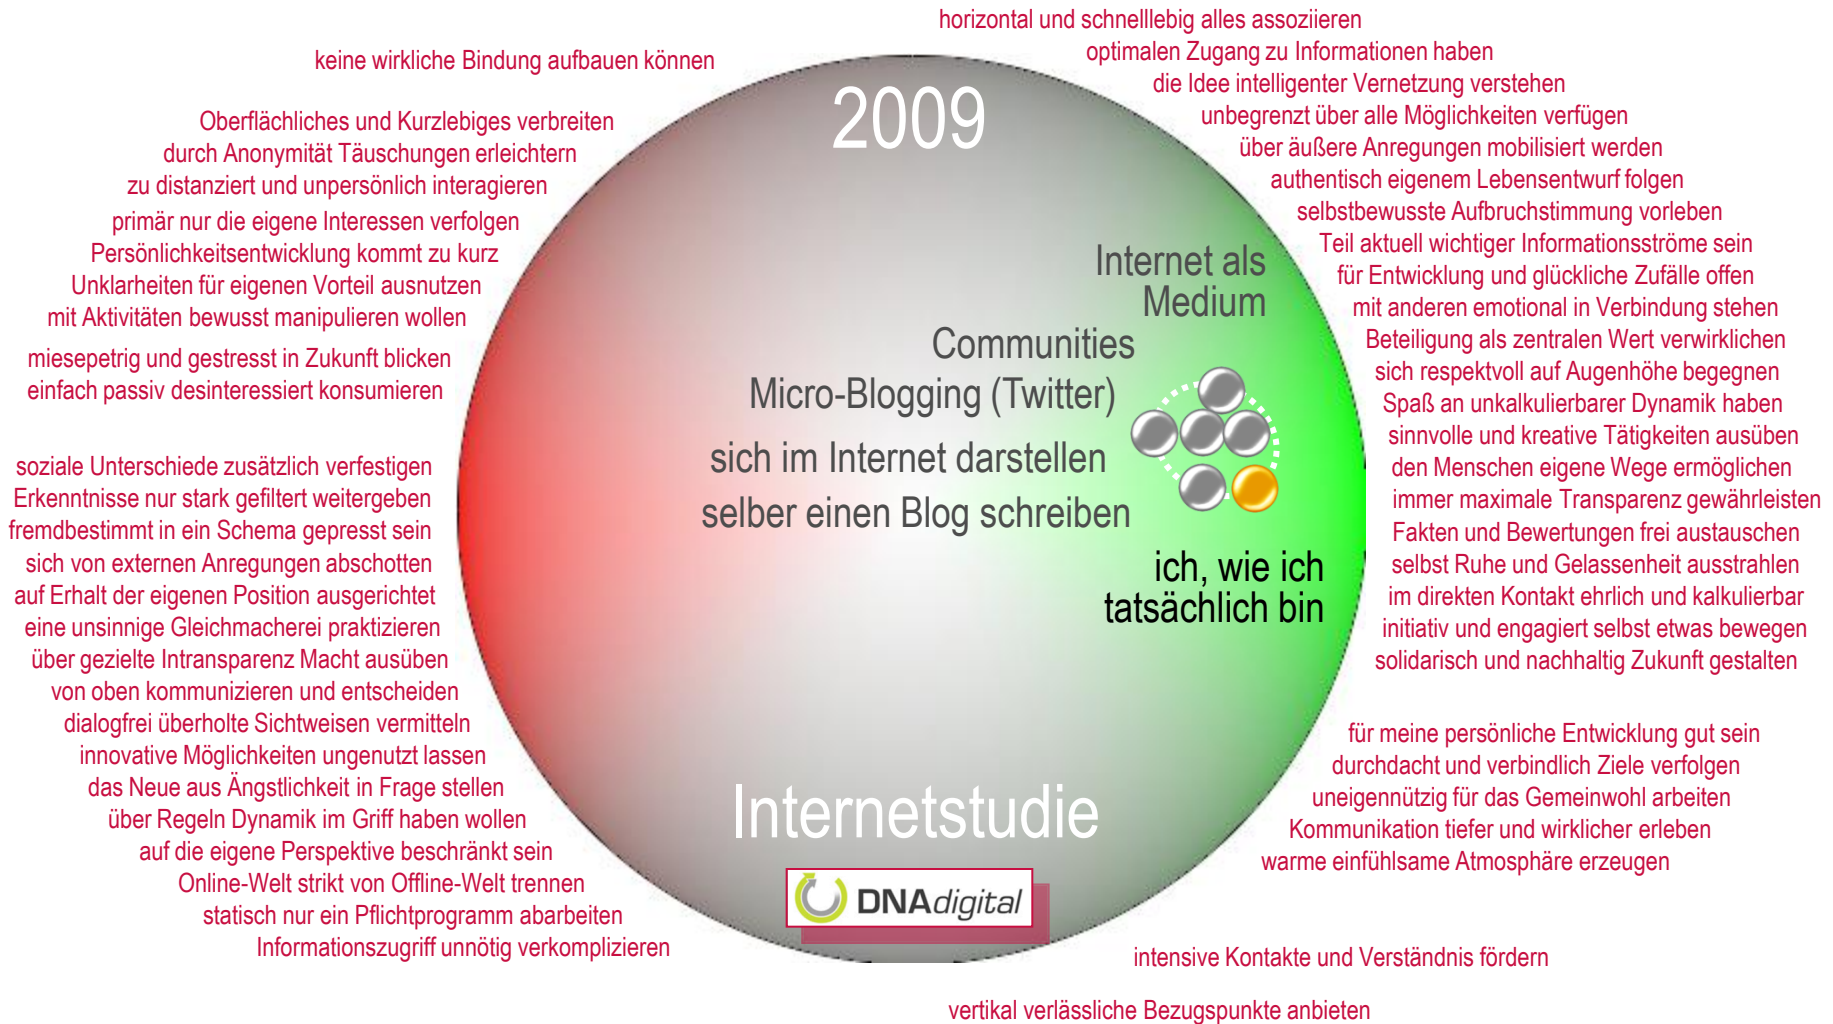 horizontal und schnelllebig alles assoziieren
optimalen Zugang zu Informationen haben
die Idee intelligenter Vernetzung verstehen
unbegrenzt über alle Möglichkeiten verfügen
über äußere Anregungen mobilisiert werden
authentisch eigenem Lebensentwurf folgen
selbstbewusste Aufbruchstimmung vorleben
Teil aktuell wichtiger Informationsströme sein
für Entwicklung und glückliche Zufälle offen
mit anderen emotional in Verbindung stehen
Beteiligung als zentralen Wert verwirklichen
sich respektvoll auf Augenhöhe begegnen
Spaß an unkalkulierbarer Dynamik haben
sinnvolle und kreative Tätigkeiten ausüben
den Menschen eigene Wege ermöglichen
immer maximale Transparenz gewährleisten
Fakten und Bewertungen frei austauschen
selbst Ruhe und Gelassenheit ausstrahlen
im direkten Kontakt ehrlich und kalkulierbar
initiativ und engagiert selbst etwas bewegen
solidarisch und nachhaltig Zukunft gestalten
für meine persönliche Entwicklung gut sein
durchdacht und verbindlich Ziele verfolgen
uneigennützig für das Gemeinwohl arbeiten
Kommunikation tiefer und wirklicher erleben
warme einfühlsame Atmosphäre erzeugen
intensive Kontakte und Verständnis fördern
vertikal verlässliche Bezugspunkte anbieten
keine wirkliche Bindung aufbauen können
Oberflächliches und Kurzlebiges verbreiten
durch Anonymität Täuschungen erleichtern
zu distanziert und unpersönlich interagieren
primär nur die eigene Interessen verfolgen
Persönlichkeitsentwicklung kommt zu kurz
Unklarheiten für eigenen Vorteil ausnutzen
mit Aktivitäten bewusst manipulieren wollen
miesepetrig und gestresst in Zukunft blicken
einfach passiv desinteressiert konsumieren
soziale Unterschiede zusätzlich verfestigen
Erkenntnisse nur stark gefiltert weitergeben
fremdbestimmt in ein Schema gepresst sein
sich von externen Anregungen abschotten
auf Erhalt der eigenen Position ausgerichtet
eine unsinnige Gleichmacherei praktizieren
über gezielte Intransparenz Macht ausüben
von oben kommunizieren und entscheiden
dialogfrei überholte Sichtweisen vermitteln
innovative Möglichkeiten ungenutzt lassen
das Neue aus Ängstlichkeit in Frage stellen
über Regeln Dynamik im Griff haben wollen
auf die eigene Perspektive beschränkt sein
Online-Welt strikt von Offline-Welt trennen
statisch nur ein Pflichtprogramm abarbeiten
Informationszugriff unnötig verkomplizieren
2009
Internet als
Medium
Communities
Micro-Blogging (Twitter)
sich im Internet darstellen
selber einen Blog schreiben
ich, wie ich
tatsächlich bin
Internetstudie
DNAdigital